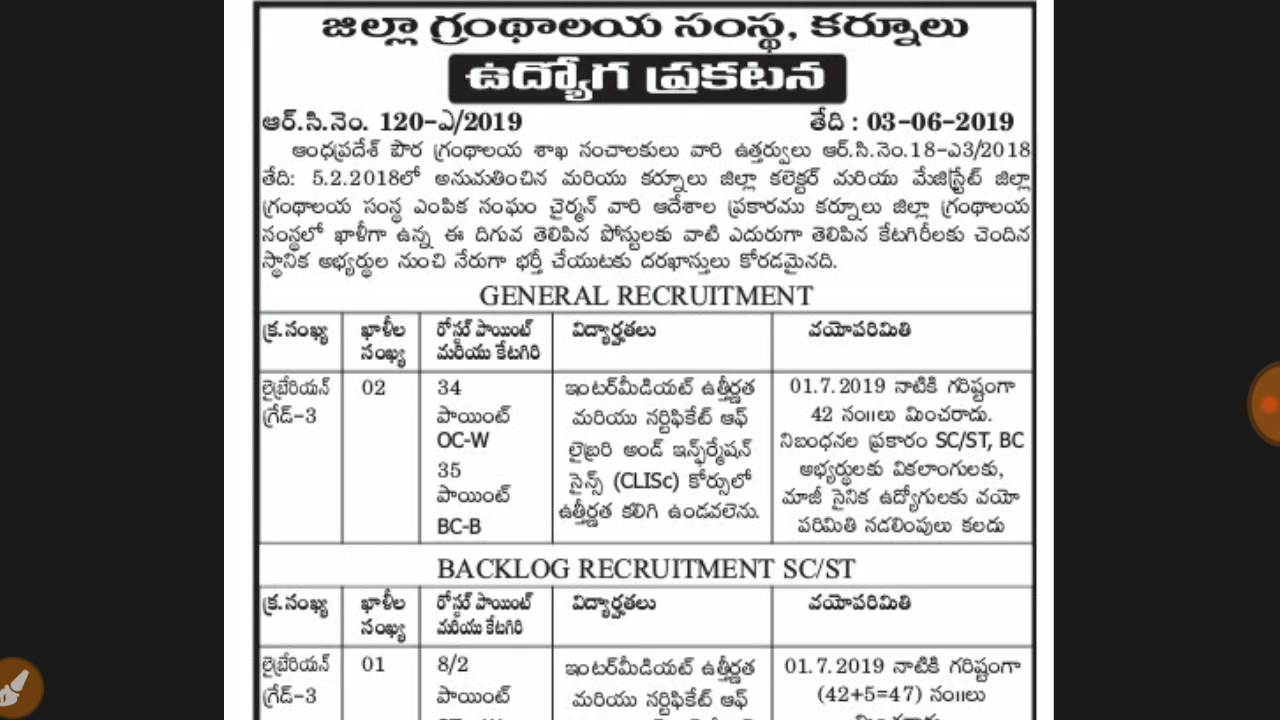 జిల్లా గ్రంథాలయ సంస్థ, కర్నూలు
ఉద్యోగ ప్రకటన
ఆర్.సి.నెం. 120-ఎ/2019 తేది : 03-06-2019
ఆంధ్రప్రదేశ్ పౌర గ్రంథాలయ శాఖ సంచాలకులు వారి ఉత్తర్వులు ఆర్.సి.నెం.18-ఎ3/2018
తేది: 5.2.2018లో అనుమతించిన మరియు కర్నూలు జిల్లా కలెక్టర్ మరియు మేజిస్ట్రేట్ జిల్లా
గ్రంథాలయ సంస్థ ఎంపిక సంఘం చైర్మన్ వారి ఆదేశాల ప్రకారము కర్నూలు జిల్లా గ్రంథాలయ
సంస్థలో ఖాళీగా ఉన్న ఈ దిగువ తెలిపిన పోస్టులకు వాటి ఎదురుగా తెలిపిన కేటగిరీలకు చెందిన
స్థానిక అభ్యర్థుల నుంచి నేరుగా భర్తీ చేయుటకు దరఖాస్తులు కోరడమైనది.
GENERAL RECRUITMENT
క్ర.సంఖ్య ఖాళీల సంఖ్య రోస్టర్ పాయింట్ మరియు కేటగిరి విద్యార్హతలు వయోపరిమితి
లైబ్రేరియన్ 02 34 ఇంటర్‌మీడియట్ ఉత్తీర్ణత 01.7.2019 నాటికి గరిష్టంగా
గ్రేడ్-3 పాయింట్ మరియు సర్టిఫికేట్ ఆఫ్ 42 సం॥లు మించరాదు.
OC-W లైబ్రరి అండ్ ఇన్ఫర్మేషన్ నిబంధనల ప్రకారం SC/ST, BC
35 సైన్స్ (CLISc) కోర్సులో అభ్యర్థులకు వికలాంగులకు,
పాయింట్ ఉత్తీర్ణత కలిగి ఉండవలెను. మాజీ సైనిక ఉద్యోగులకు వయో
BC-B పరిమితి సడలింపులు కలదు
BACKLOG RECRUITMENT SC/ST
క్ర.సంఖ్య ఖాళీల సంఖ్య రోస్టర్ పాయింట్ మరియు కేటగిరి విద్యార్హతలు వయోపరిమితి
లైబ్రేరియన్ 01 8/2 ఇంటర్‌మీడియట్ ఉత్తీర్ణత 01.7.2019 నాటికి గరిష్టంగా
గ్రేడ్-3 పాయింట్ మరియు సర్టిఫికేట్ ఆఫ్ (42+5=47) సం॥లు